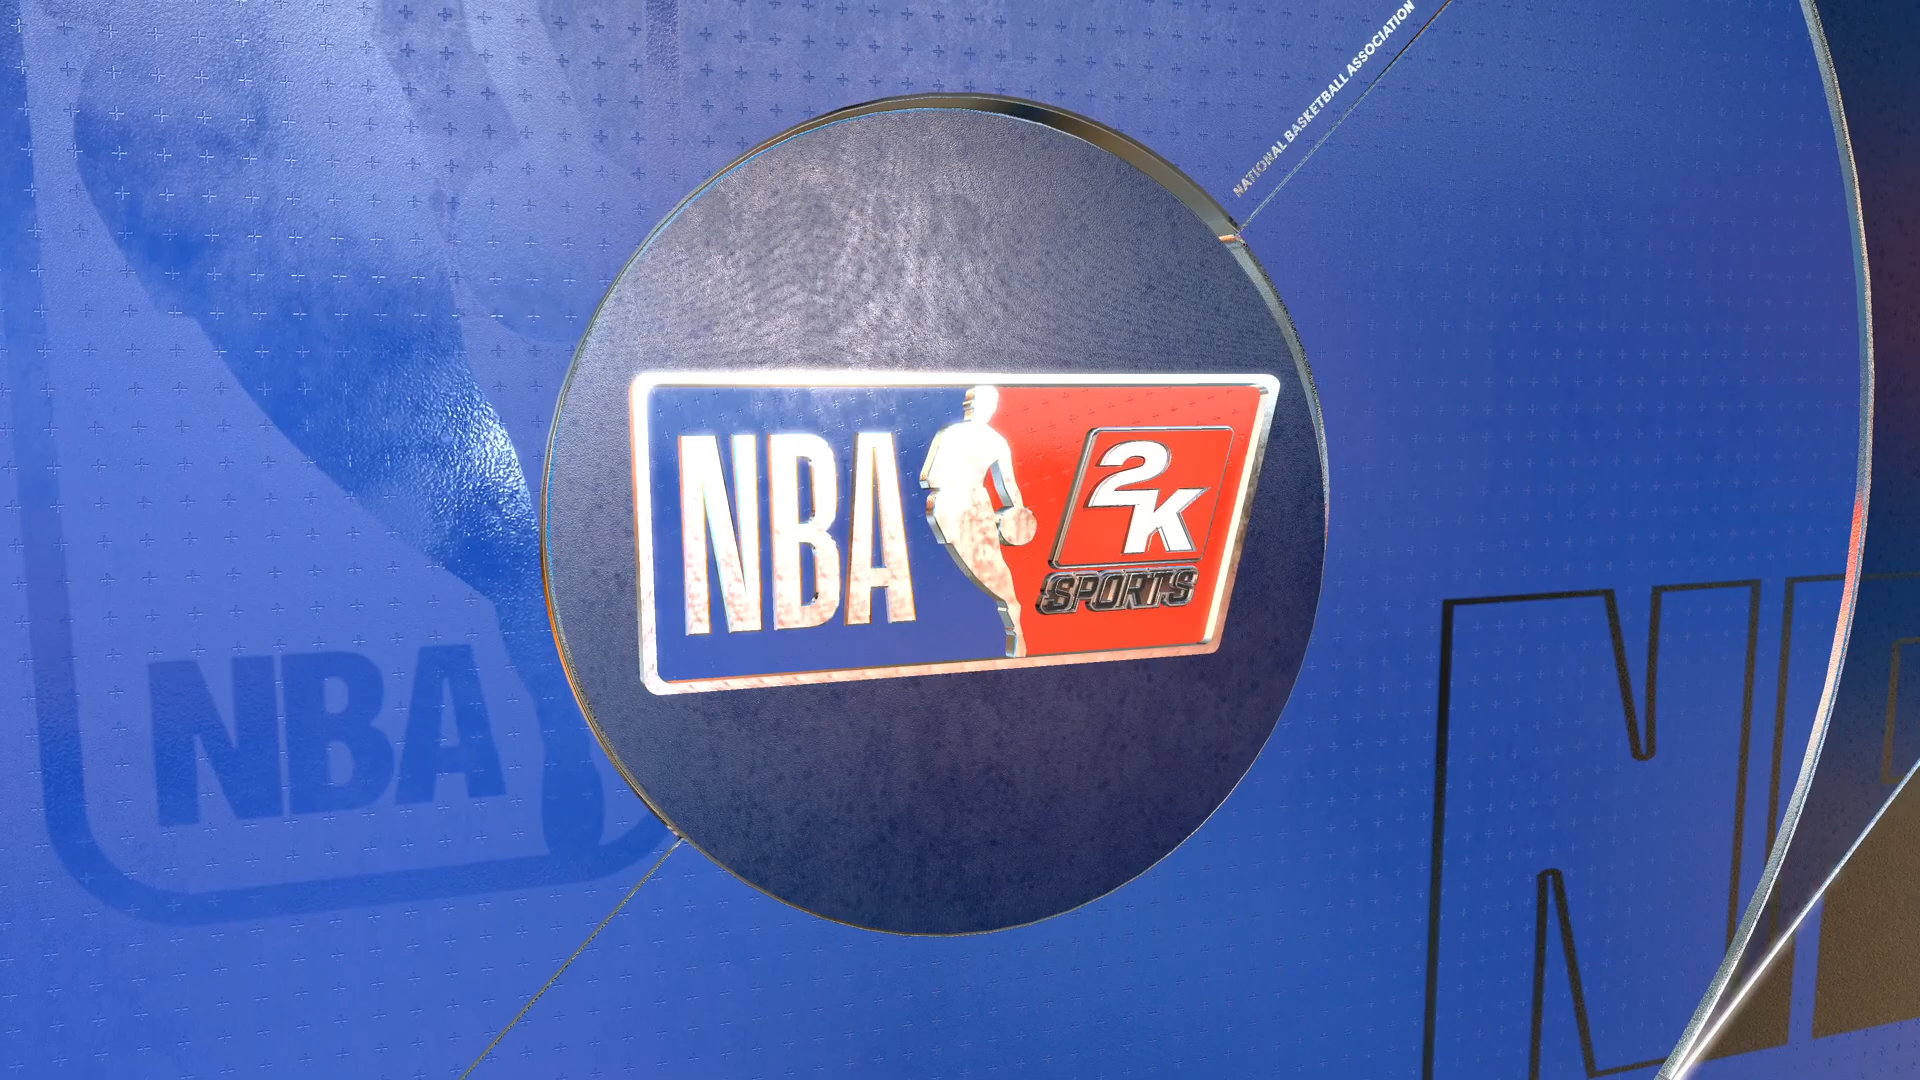 NATIONAL BASKETBALL ASSOCIATION
NBA
2K
SPORTS
NBA